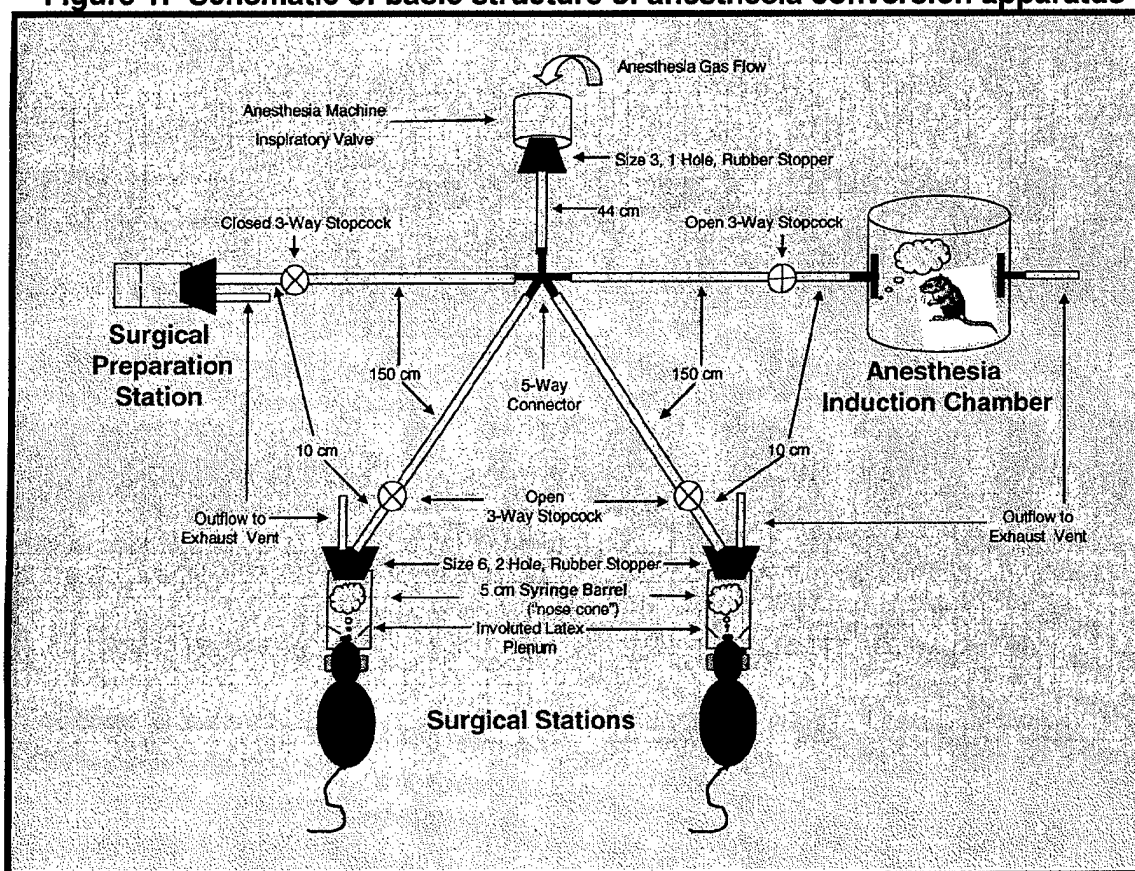 Figure 1. Schematic of basic structure of anesthesia conversion apparatus
Anesthesia Gas Flow
Anesthesia Machine
Inspiratory Valve
Size 3, 1 Hole, Rubber Stopper
44 cm
Closed 3-Way Stopcock
Open 3-Way Stopcock
Surgical
Preparation
Station
150 cm
5-Way
Connector
150 cm
Anesthesia
Induction Chamber
10 cm
10 cm
Outflow to
Exhaust Vent
Open
3-Way Stopcock
Outflow to
Exhaust Vent
Size 6, 2 Hole, Rubber Stopper
5 cm Syringe Barrel
("nose cone")
Involuted Latex
Plenum
Surgical Stations